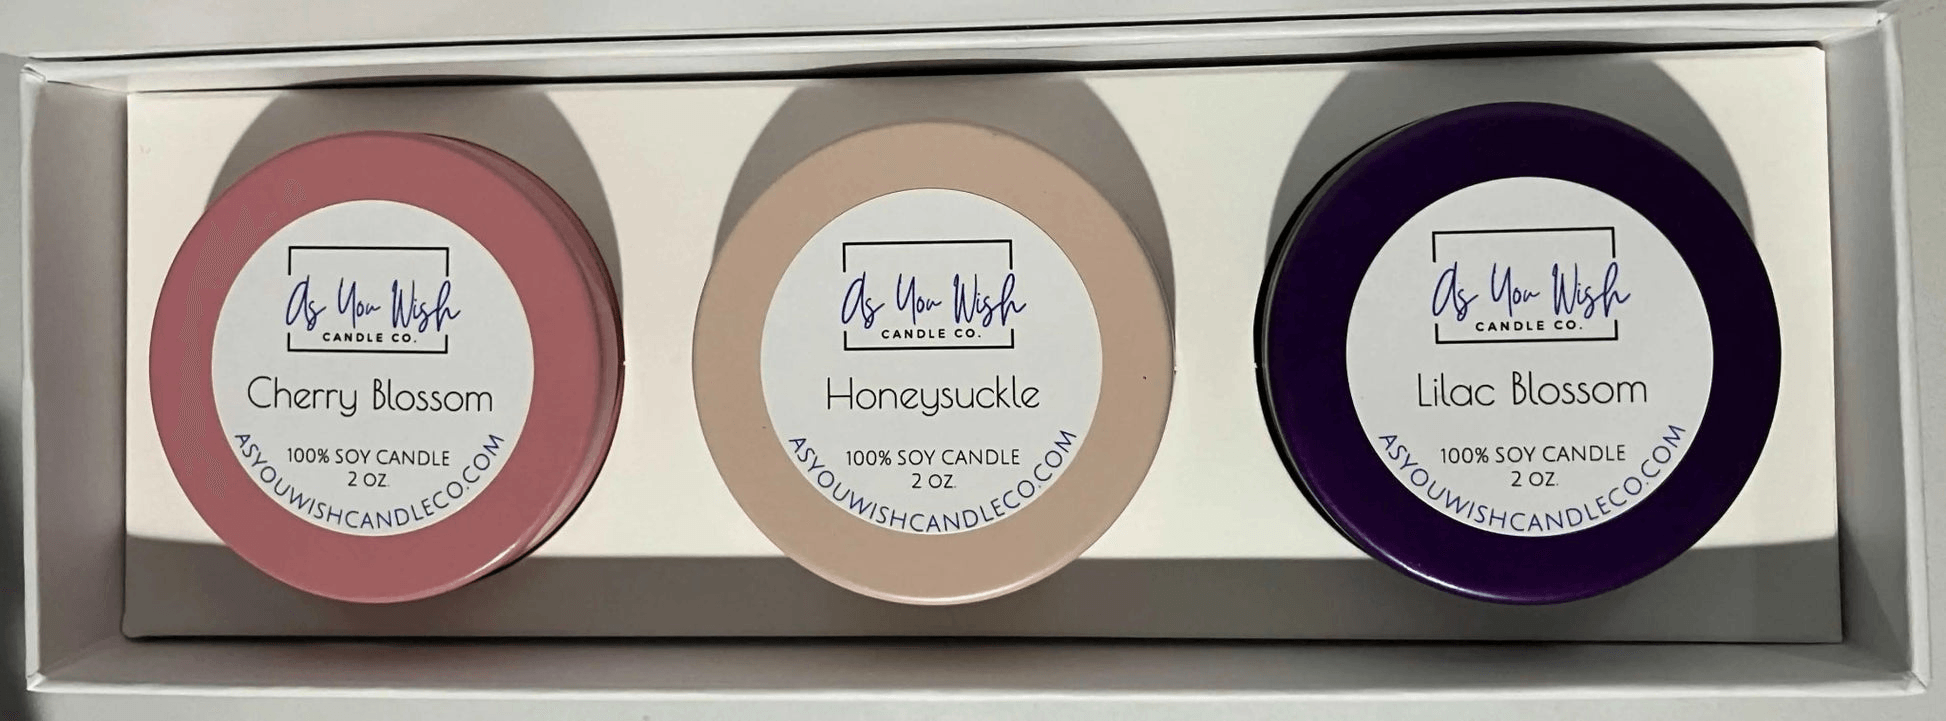 As You Wish
CANDLE CO.
Cherry Blossom
100% SOY CANDLE
2 OZ.
ASYOUWISHCANDLECO.COM
As You Wish
CANDLE CO.
Honeysuckle
100% SOY CANDLE
2 OZ.
ASYOUWISHCANDLECO.COM
As You Wish
CANDLE CO.
Lilac Blossom
100% SOY CANDLE
2 OZ.
ASYOUWISHCANDLECO.COM